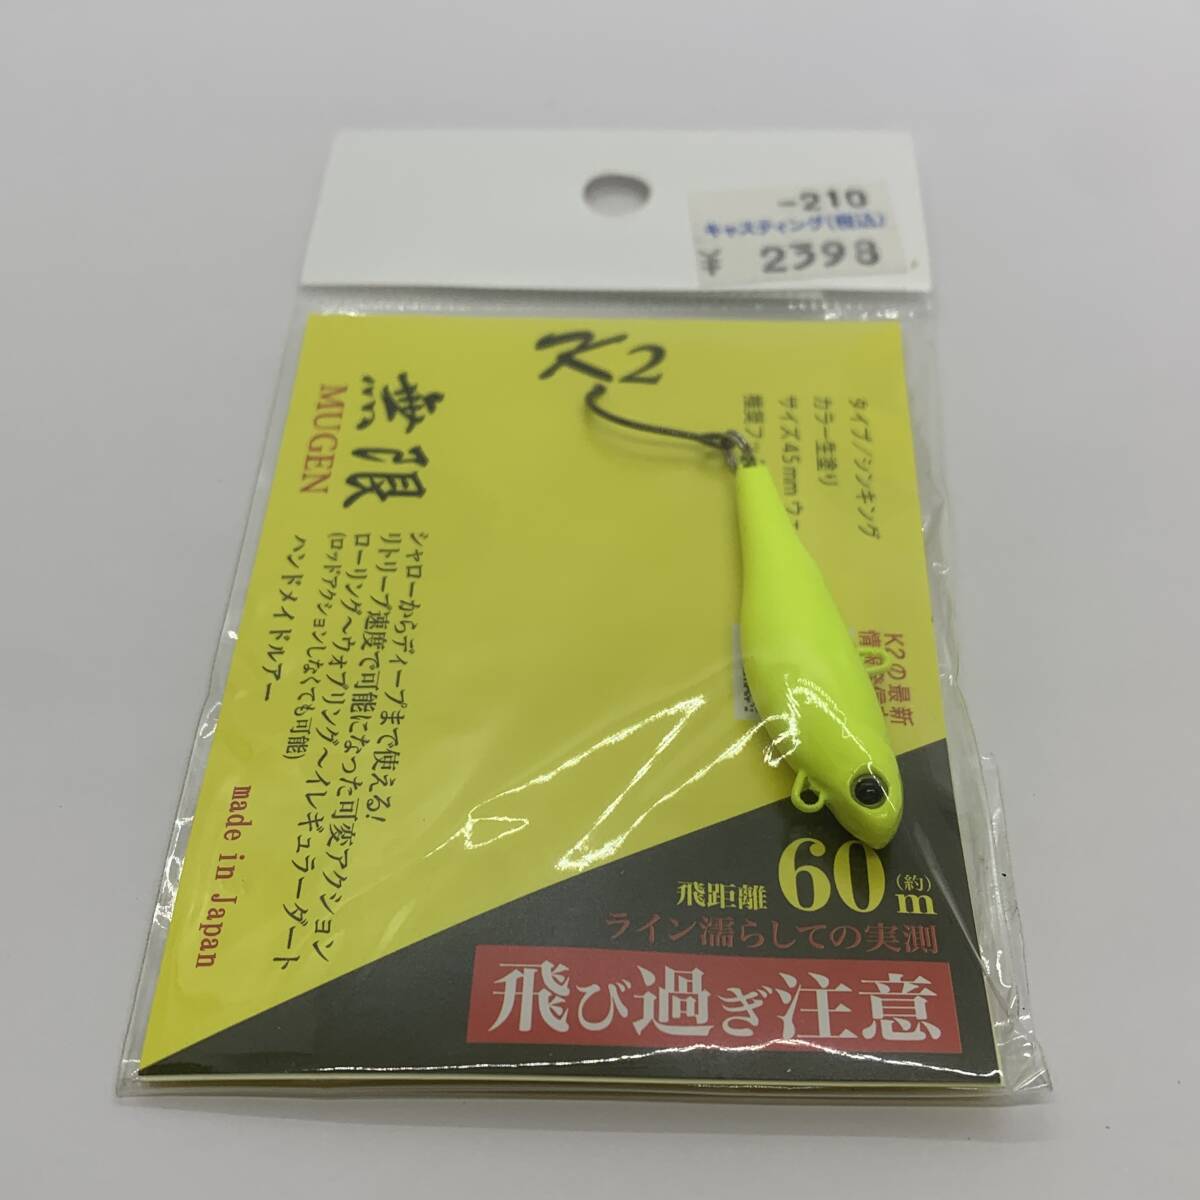 -210
キャスティング(税込)
¥ 2398
K2
無限
MUGEN
タイプ/シンキング
カラー生塗り
サイズ45mm ウェ
推奨フッ
K2の最新
シャローからディープまで使える!
リトリーブ速度で可能になった可変アクション
ローリング～ウォブリング～イレギュラーダート
(ロッドアクションしなくても可能)
ハンドメイドルアー
made in Japan
飛距離 60(約)m
ライン濡らしての実測
飛び過ぎ注意